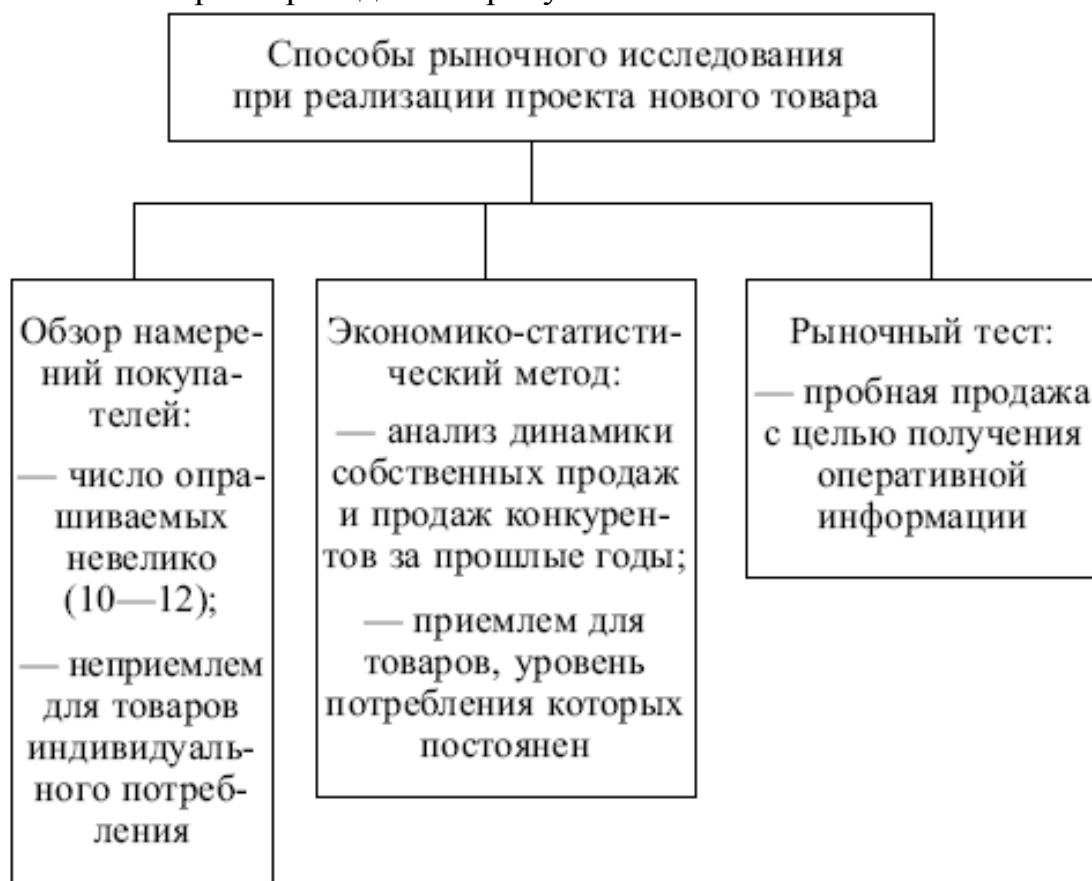 Способы рыночного исследования
при реализации проекта нового товара
Обзор намере-
ний покупа-
телей:
— число опра-
шиваемых
невелико
(10—12);
— неприемлем
для товаров
индивидуаль-
ного потреб-
ления
Экономико-статисти-
ческий метод:
— анализ динамики
собственных продаж
и продаж конкурен-
тов за прошлые годы;
— приемлем для
товаров, уровень
потребления которых
постоянен
Рыночный тест:
— пробная продажа
с целью получения
оперативной
информации